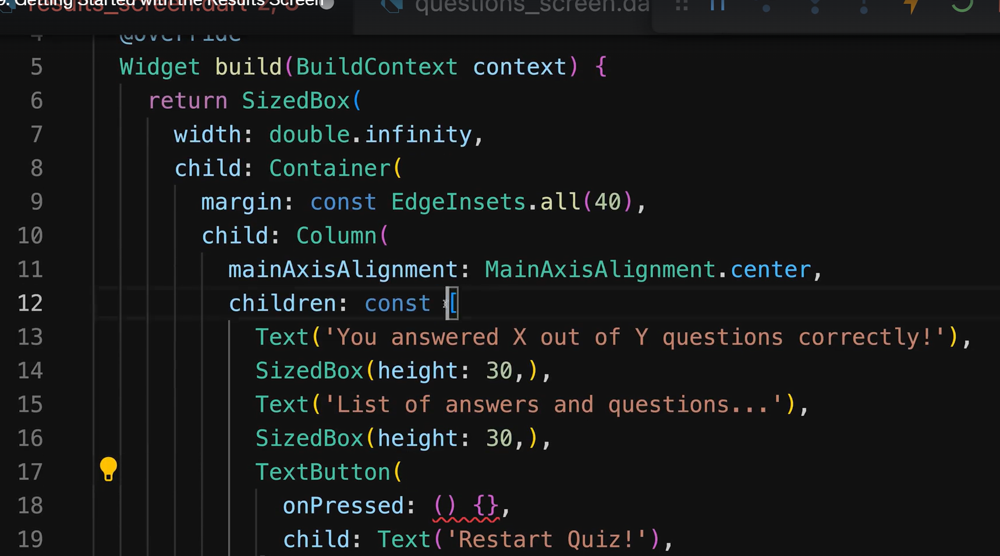 9. Getting Started with the Results Screen
results_screen.dart 2, 
questions_screen.da
4 @override
5 Widget build(BuildContext context) {
6 return SizedBox(
7 width: double.infinity,
8 child: Container(
9 margin: const EdgeInsets.all(40),
10 child: Column(
11 mainAxisAlignment: MainAxisAlignment.center,
12 children: const [
13 Text('You answered X out of Y questions correctly!'),
14 SizedBox(height: 30,),
15 Text('List of answers and questions...'),
16 SizedBox(height: 30,),
17 TextButton(
18 onPressed: () {},
19 child: Text('Restart Quiz!'),